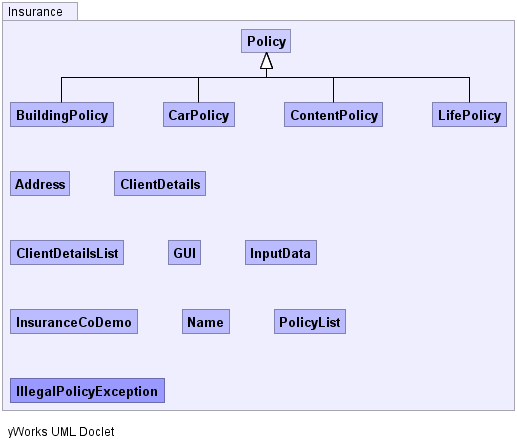 Insurance
Policy
BuildingPolicy CarPolicy ContentPolicy LifePolicy
Address ClientDetails
ClientDetailsList GUI InputData
InsuranceCoDemo Name PolicyList
IllegalPolicyException
yWorks UML Doclet